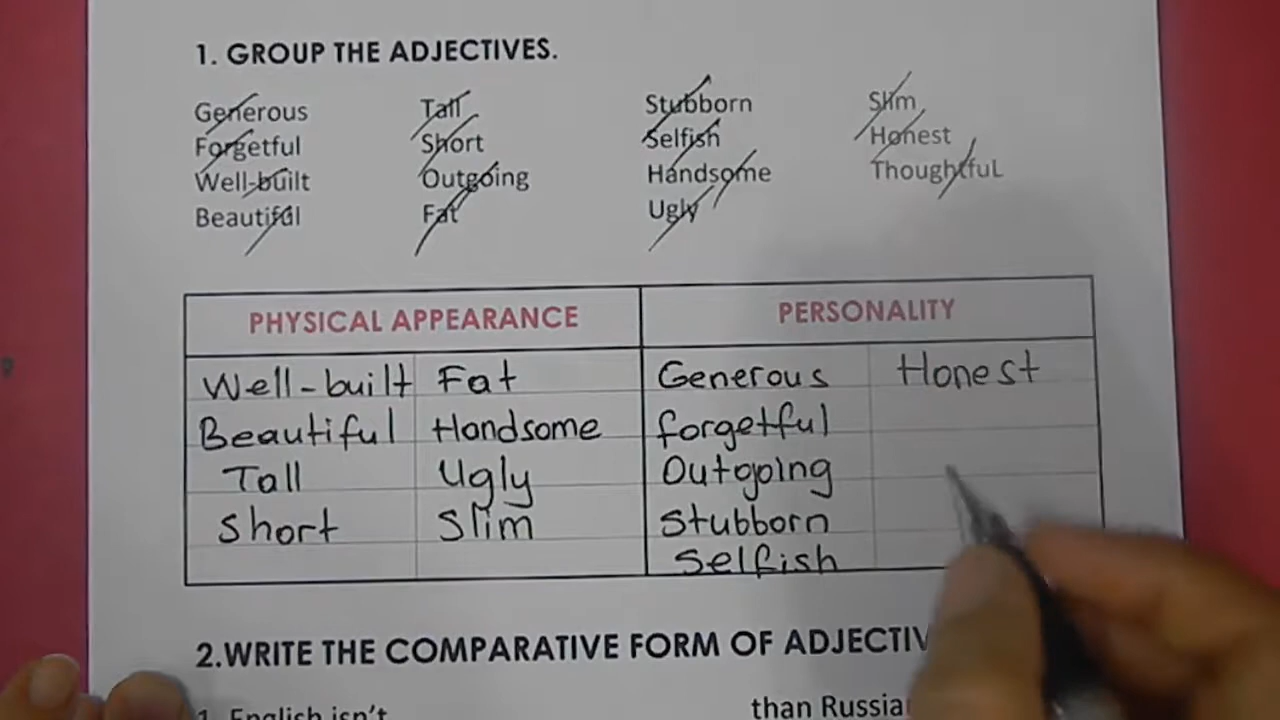 1. GROUP THE ADJECTIVES.
Generous Tall Stubborn Slim
Forgetful Short Selfish Honest
Well-built Outgoing Handsome ThoughtfuL
Beautiful Fat Ugly
PHYSICAL APPEARANCE PERSONALITY
Well-built Fat Generous Honest
Beautiful Handsome forgetful
Tall Ugly Outgoing
Short Slim Stubborn
Selfish
2.WRITE THE COMPARATIVE FORM OF ADJECTIV
1. English isn't than Russia